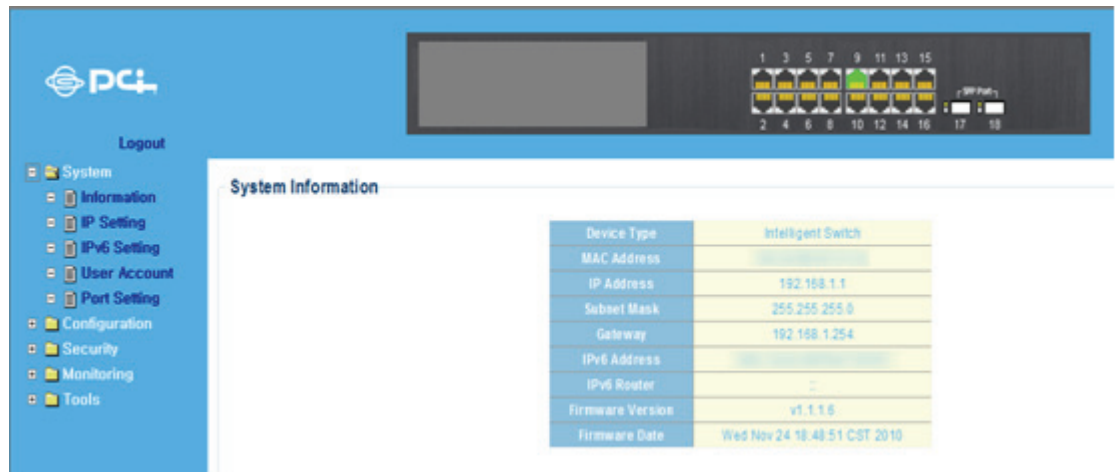 PCi
1 3 5 7 9 11 13 15
SFP Port
2 4 6 8 10 12 14 16 17 18
Logout
System
Information
IP Setting
IPv6 Setting
User Account
Port Setting
Configuration
Security
Monitoring
Tools
System Information
Device Type Intelligent Switch
MAC Address
IP Address 192.168.1.1
Subnet Mask 255.255.255.0
Gateway 192.168.1.254
IPv6 Address
IPv6 Router ::
Firmware Version v1.1.1.6
Firmware Date Wed Nov 24 18:48:51 CST 2010